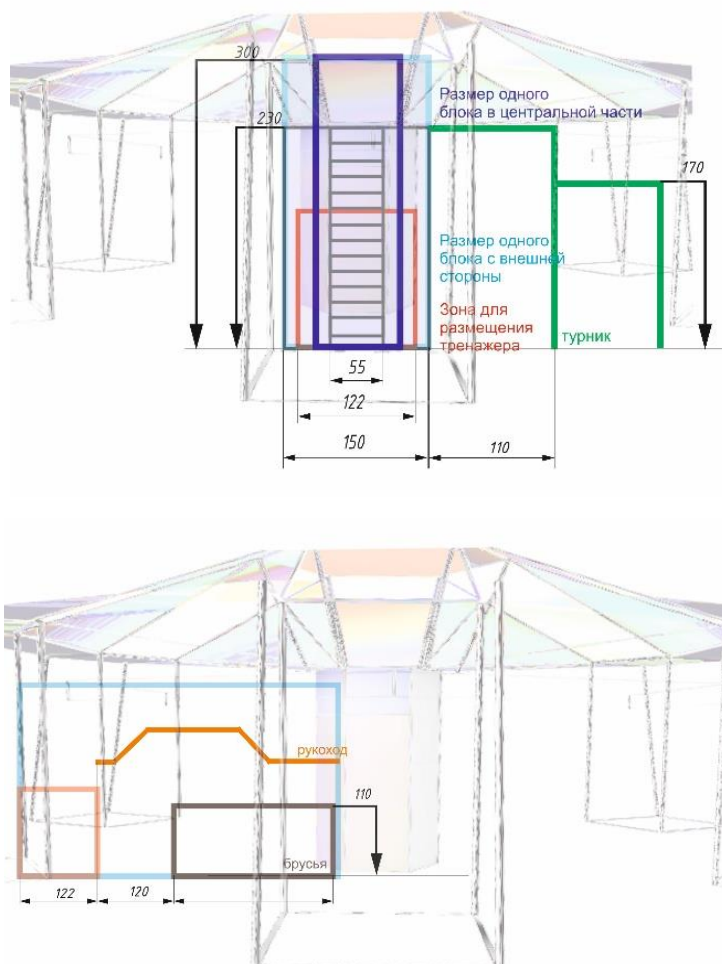 300
Размер одного
блока в центральной части
230
170
Размер одного
блока с внешней
стороны
Зона для
размещения
тренажера
турник
55
122
150
110
рукоход
110
брусья
122
120